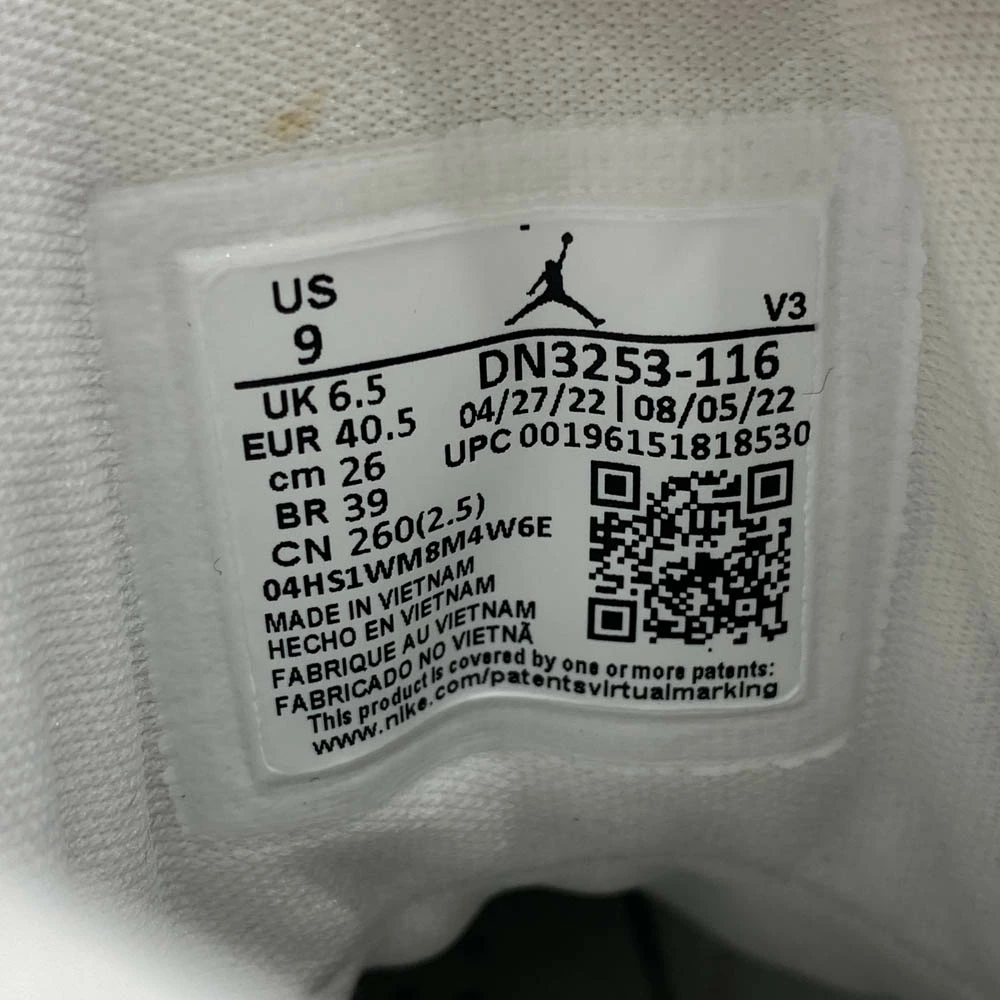 US
9
V3
UK 6.5
EUR 40.5
cm 26
BR 39
CN 260(2.5)
DN3253-116
04/27/22 | 08/05/22
UPC 00196151818530
04HS1WM8M4W6E
MADE IN VIETNAM
HECHO EN VIETNAM
FABRIQUE AU VIETNAM
FABRICADO NO VIETNÃ
This product is covered by one or more patents:
www.nike.com/patentsvirtualmarking